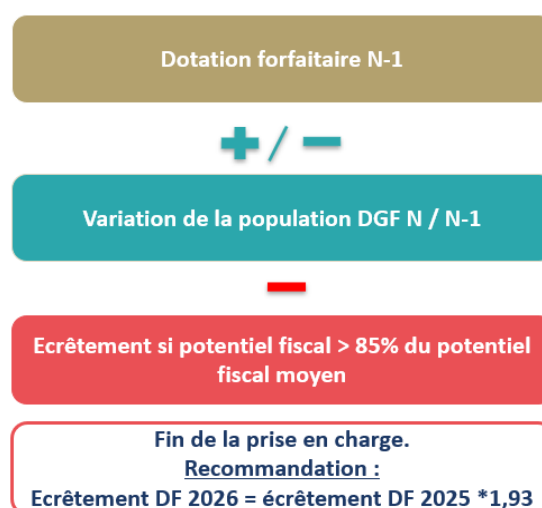 Dotation forfaitaire N-1
+ / −
Variation de la population DGF N / N-1
−
Ecrêtement si potentiel fiscal > 85% du potentiel
fiscal moyen
Fin de la prise en charge.
Recommandation :
Ecrêtement DF 2026 = écrêtement DF 2025 *1,93